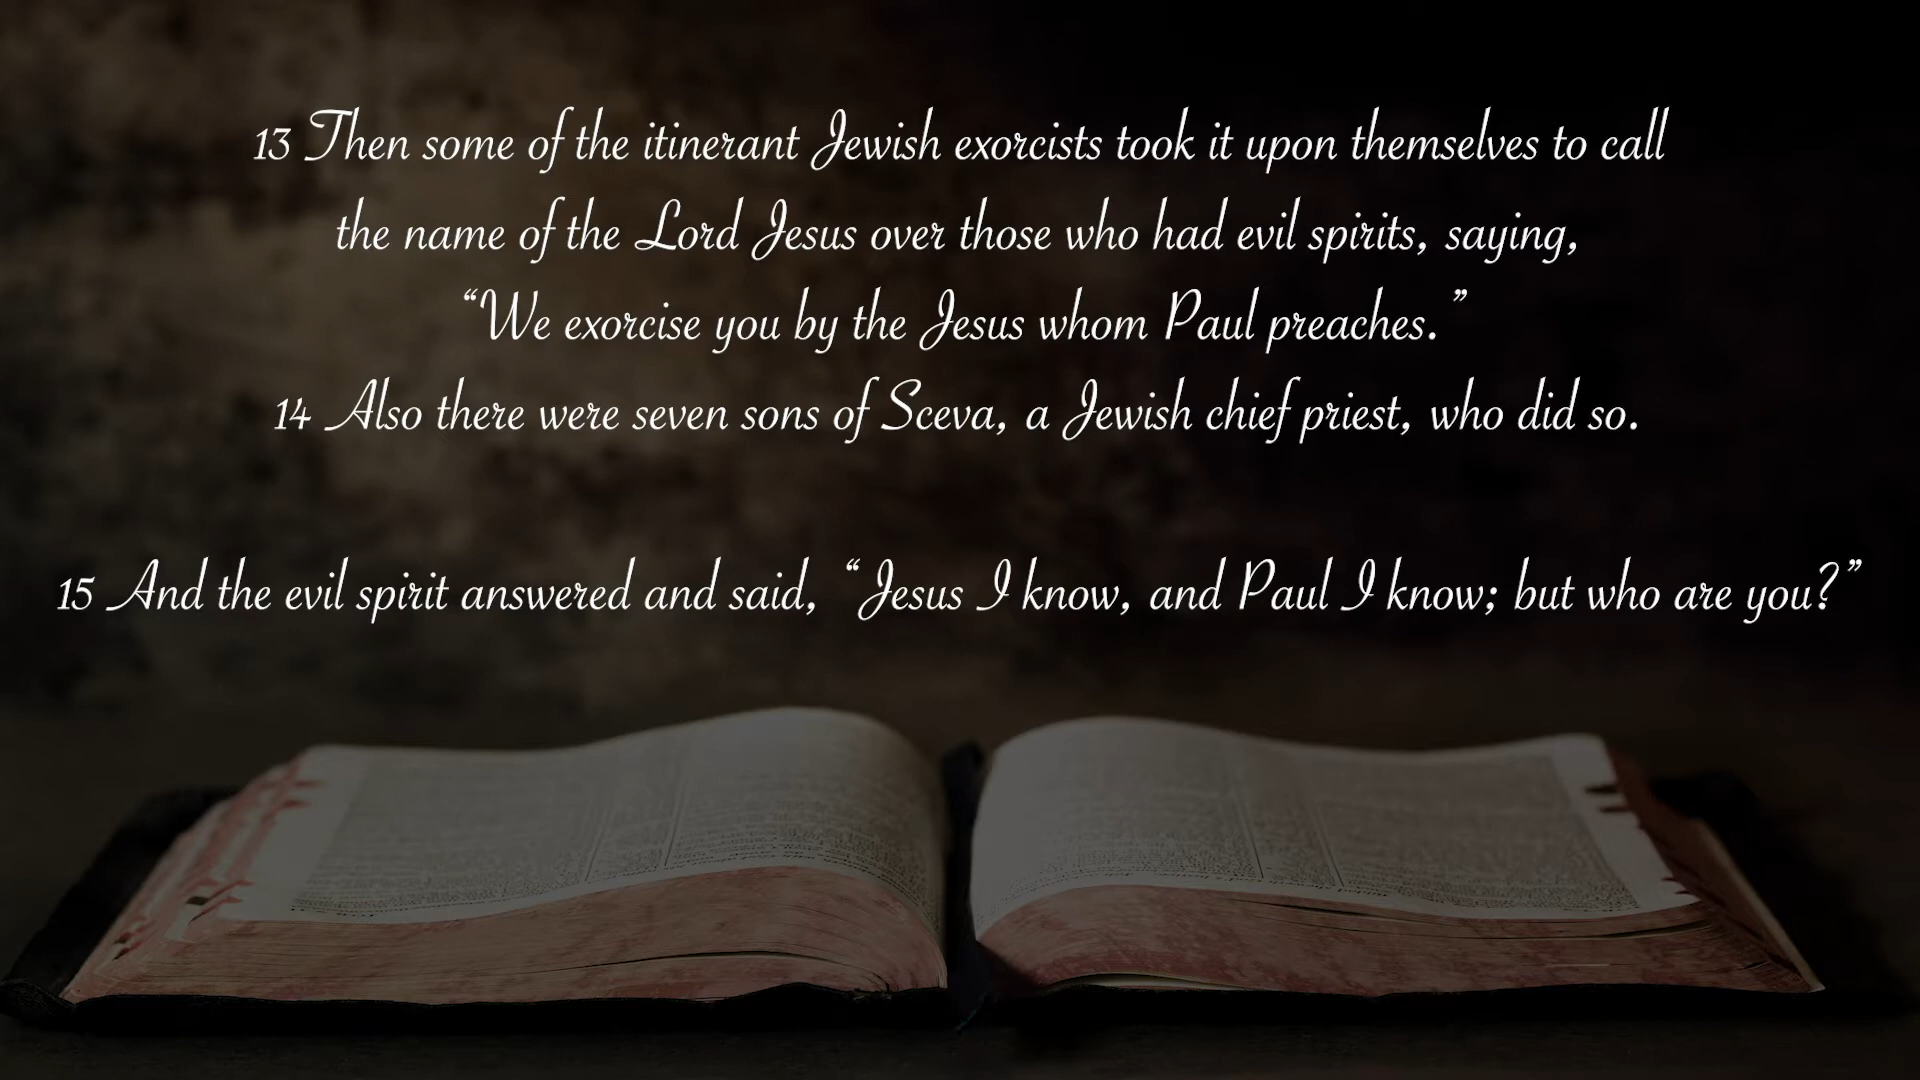 13 Then some of the itinerant Jewish exorcists took it upon themselves to call
the name of the Lord Jesus over those who had evil spirits, saying,
“We exorcise you by the Jesus whom Paul preaches.”
14 Also there were seven sons of Sceva, a Jewish chief priest, who did so.
15 And the evil spirit answered and said, “Jesus I know, and Paul I know; but who are you?”